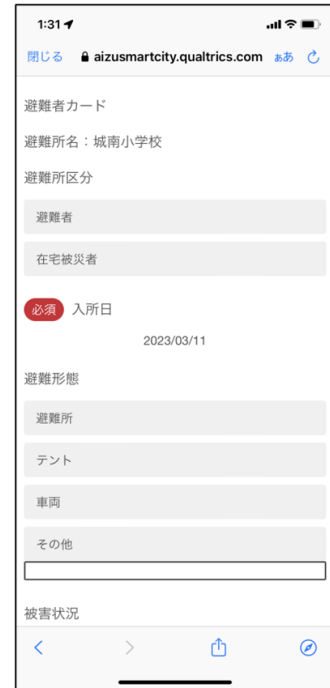 1:31
閉じる aizusmartcity.qualtrics.com ぁあ
避難者カード
避難所名：城南小学校
避難所区分
避難者
在宅被災者
必須 入所日
2023/03/11
避難形態
避難所
テント
車両
その他
被害状況